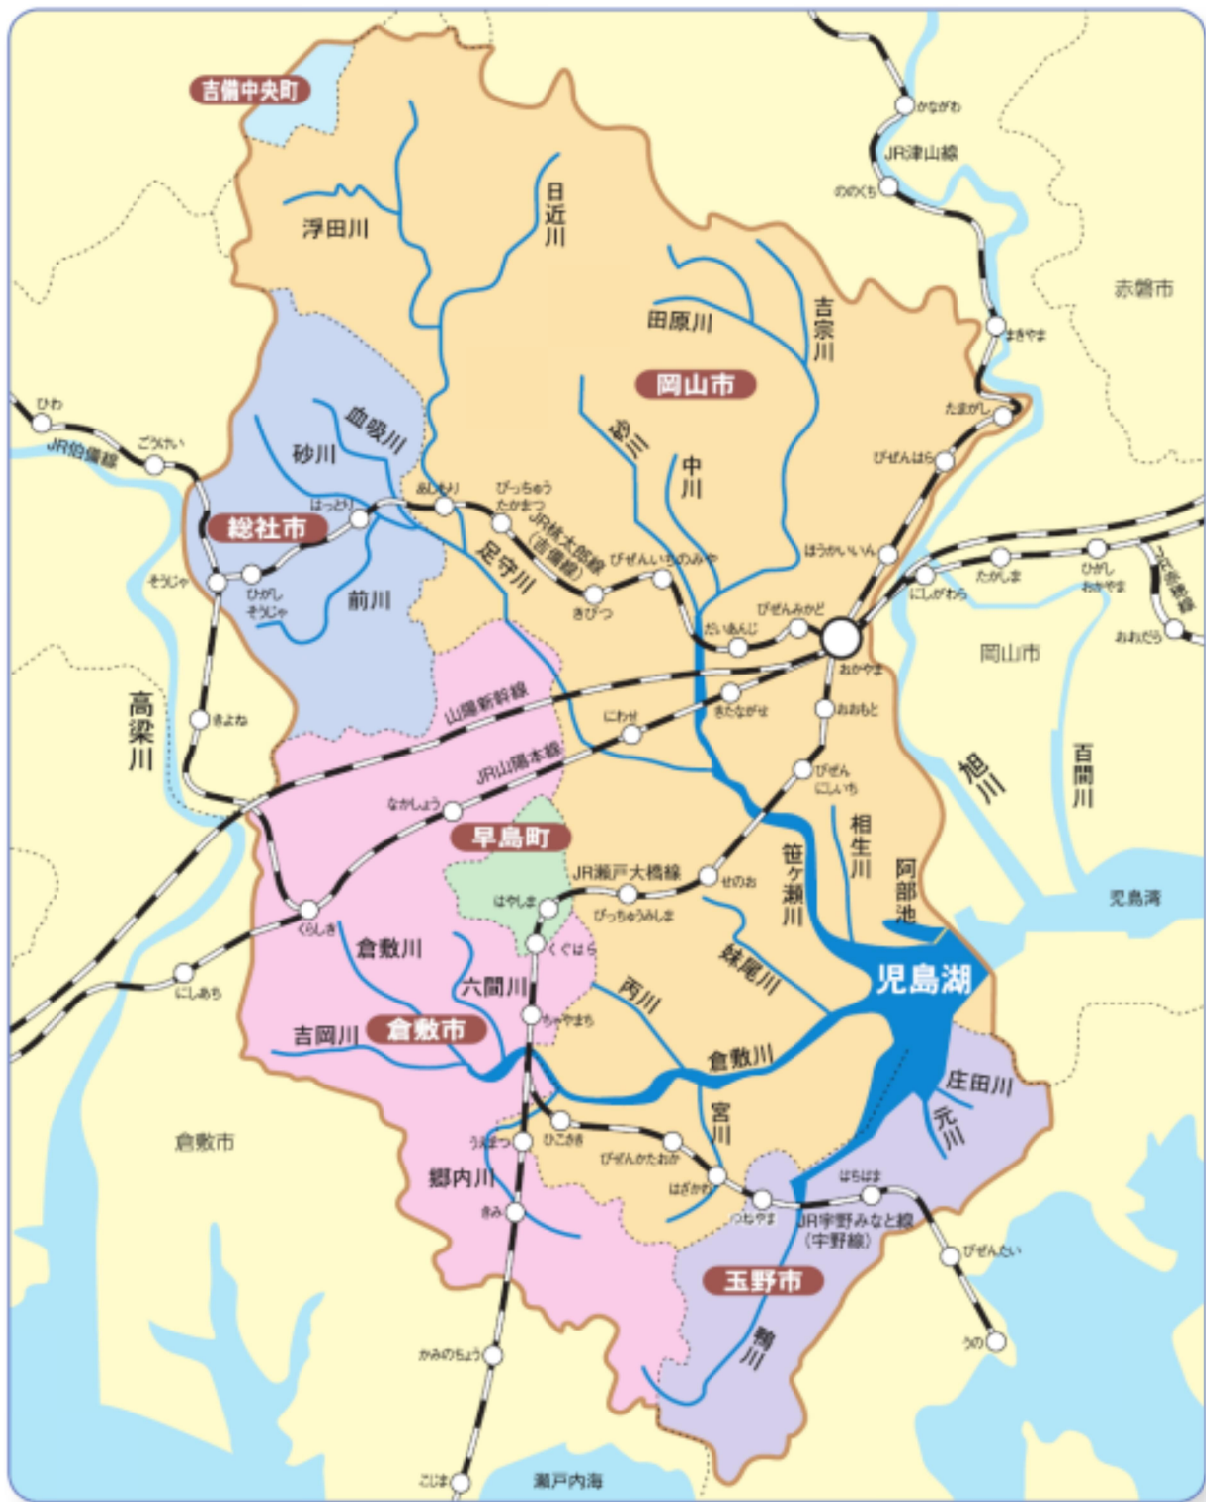 吉備中央町
かながわ
JR津山線
ののくち
日近川
浮田川
赤磐市
田原川
吉宗川
まきやま
岡山市
ひわ
たまがし
JR伯備線
ごうけい
血吸川
砂川
砂川
中川
びぜんはら
はっとり
あしもり
びっちゅう
たかまつ
総社市
JR桃太郎線
(吉備線)
足守川
びぜんいちのみや
ほうかいいん
そうじゃ
ひがし
そうじゃ
前川
きびつ
にしがわら
たかしま
ひがし
おかやま
JR赤穂線
おおだら
びぜんみかど
だいあんじ
おかやま
岡山市
高梁川
きよね
山陽新幹線
にわせ
きたながせ
おおもと
JR山陽本線
びぜん
にしいち
旭川
百間川
なかしょう
早島町
笹ヶ瀬川
相生川
阿部池
JR瀬戸大橋線
せのお
児島湾
はやしま
びっちゅうみしま
くらしき
くぐはら
倉敷川
妹尾川
児島湖
にしあち
六間川
丙川
ちゃやまち
吉岡川
倉敷市
倉敷川
庄田川
宮川
元川
倉敷市
うえまつ
ひこさき
びぜんかたおか
郷内川
はざかわ
はちはま
きみ
つねやま
JR宇野みなと線
(宇野線)
びぜんたい
玉野市
鴨川
うの
かみのちょう
こじま
瀬戸内海